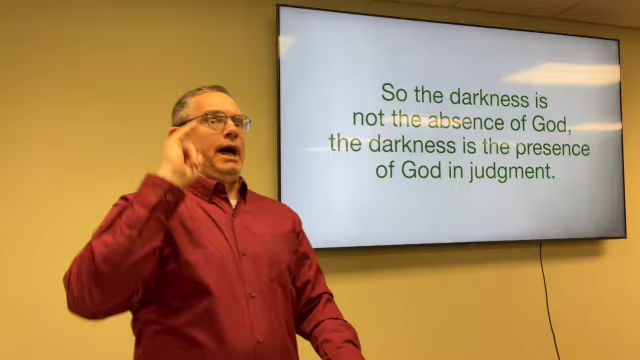 So the darkness is
not the absence of God,
the darkness is the presence
of God in judgment.